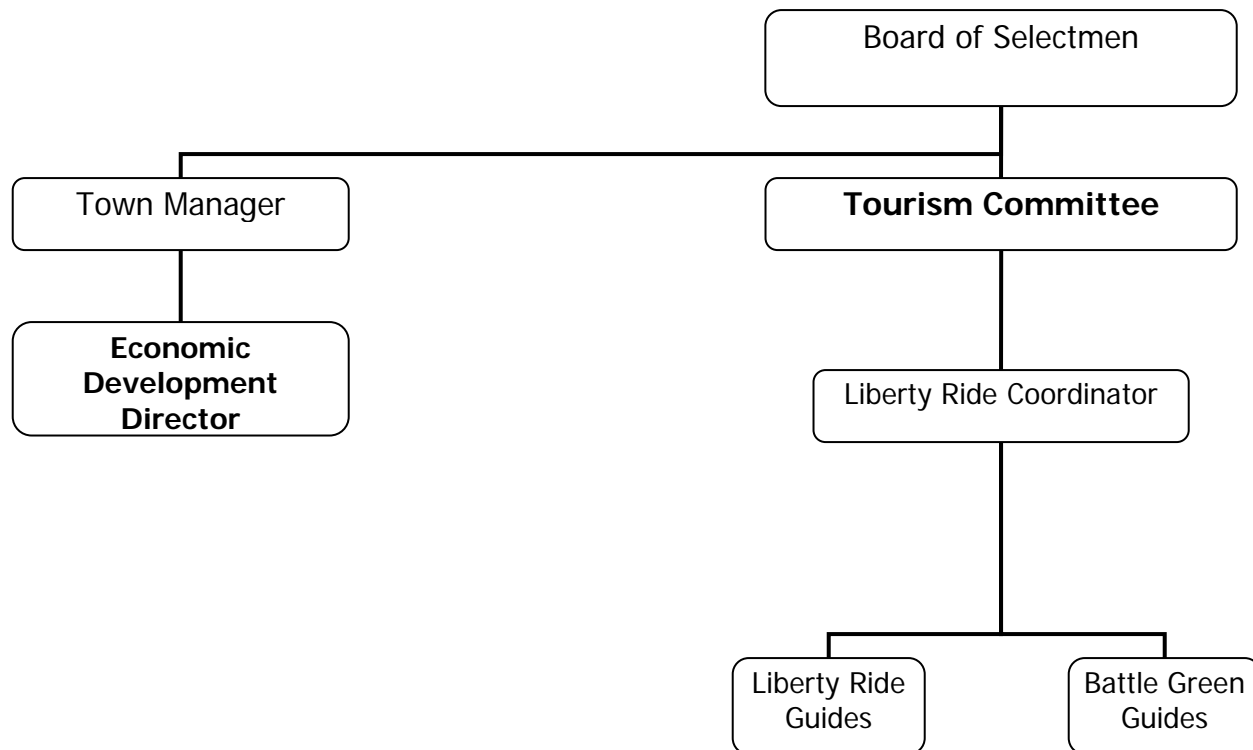 Board of Selectmen
Town Manager
Tourism Committee
Economic
Development
Director
Liberty Ride Coordinator
Liberty Ride
Guides
Battle Green
Guides